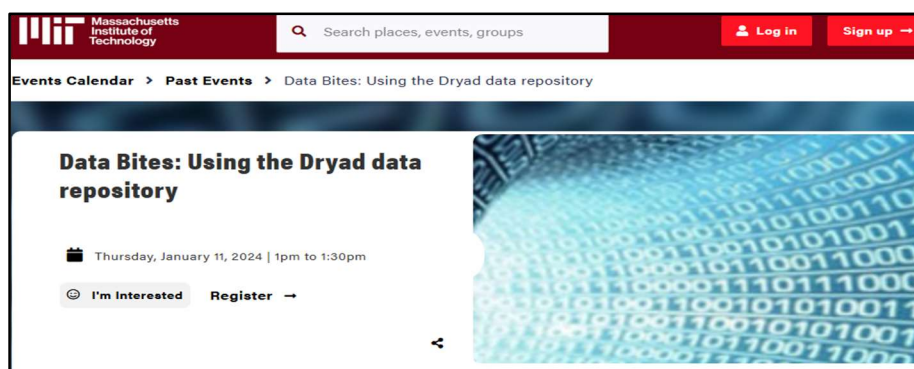 Massachusetts
Institute of
Technology
Search places, events, groups
Log in
Sign up →
Events Calendar > Past Events > Data Bites: Using the Dryad data repository
Data Bites: Using the Dryad data
repository
Thursday, January 11, 2024 | 1pm to 1:30pm
I'm Interested
Register →